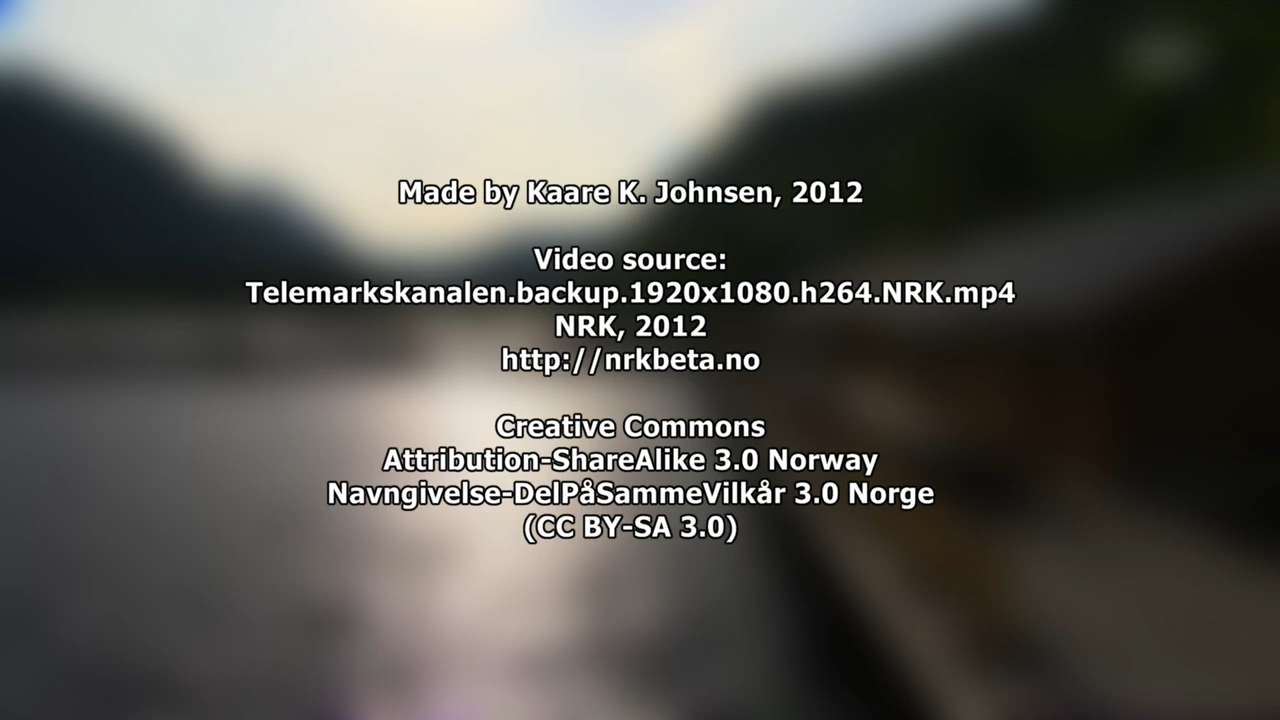 Made by Kaare K. Johnsen, 2012
Video source:
Telemarkskanalen.backup.1920x1080.h264.NRK.mp4
NRK, 2012
http://nrkbeta.no
Creative Commons
Attribution-ShareAlike 3.0 Norway
Navngivelse-DelPåSammeVilkår 3.0 Norge
(CC BY-SA 3.0)